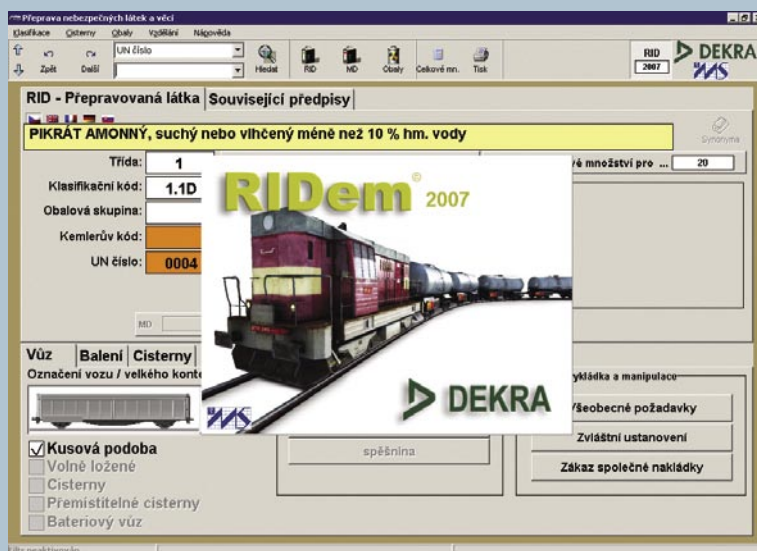 Přeprava nebezpečných látek a věcí
Klasifikace Cisterny Obaly Vzdělání Nápověda
UN číslo
Zpět Další Hledat RID MD Obaly Celkové mn. Tisk
RID
2007
DEKRA
RID - Přepravovaná látka Související předpisy
PIKRÁT AMONNÝ, suchý nebo vlhčený méně než 10 % hm. vody
Synonyma
Třída: 1
vé množství pro ... 20
Klasifikační kód: 1.1D
Obalová skupina:
Kemlerův kód:
UN číslo: 0004
MD
RIDem © 2007
DEKRA
Vůz Balení Cisterny
Označení vozu / velkého konte
ykládka a manipulace
Všeobecné požadavky
Zvláštní ustanovení
Zákaz společné nakládky
spěšnina
Kusová podoba
Volně ložené
Cisterny
Přemístitelné cisterny
Bateriový vůz